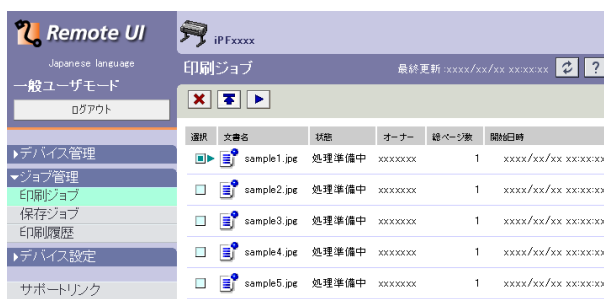 Remote UI
Japanese language
一般ユーザモード
ログアウト
▶デバイス管理
▼ジョブ管理
印刷ジョブ
保存ジョブ
印刷履歴
▶デバイス設定
サポートリンク
iPFxxxx
印刷ジョブ 最終更新:xxxx/xx/xx xx:xx:xx ?
選択 文書名 状態 オーナー 総ページ数 開始日時
sample1.jpg 処理準備中 xxxxxxx 1 xxxx/xx/xx xx:xx:xx
sample2.jpg 処理準備中 xxxxxxx 1 xxxx/xx/xx xx:xx:xx
sample3.jpg 処理準備中 xxxxxxx 1 xxxx/xx/xx xx:xx:xx
sample4.jpg 処理準備中 xxxxxxx 1 xxxx/xx/xx xx:xx:xx
sample5.jpg 処理準備中 xxxxxxx 1 xxxx/xx/xx xx:xx:xx